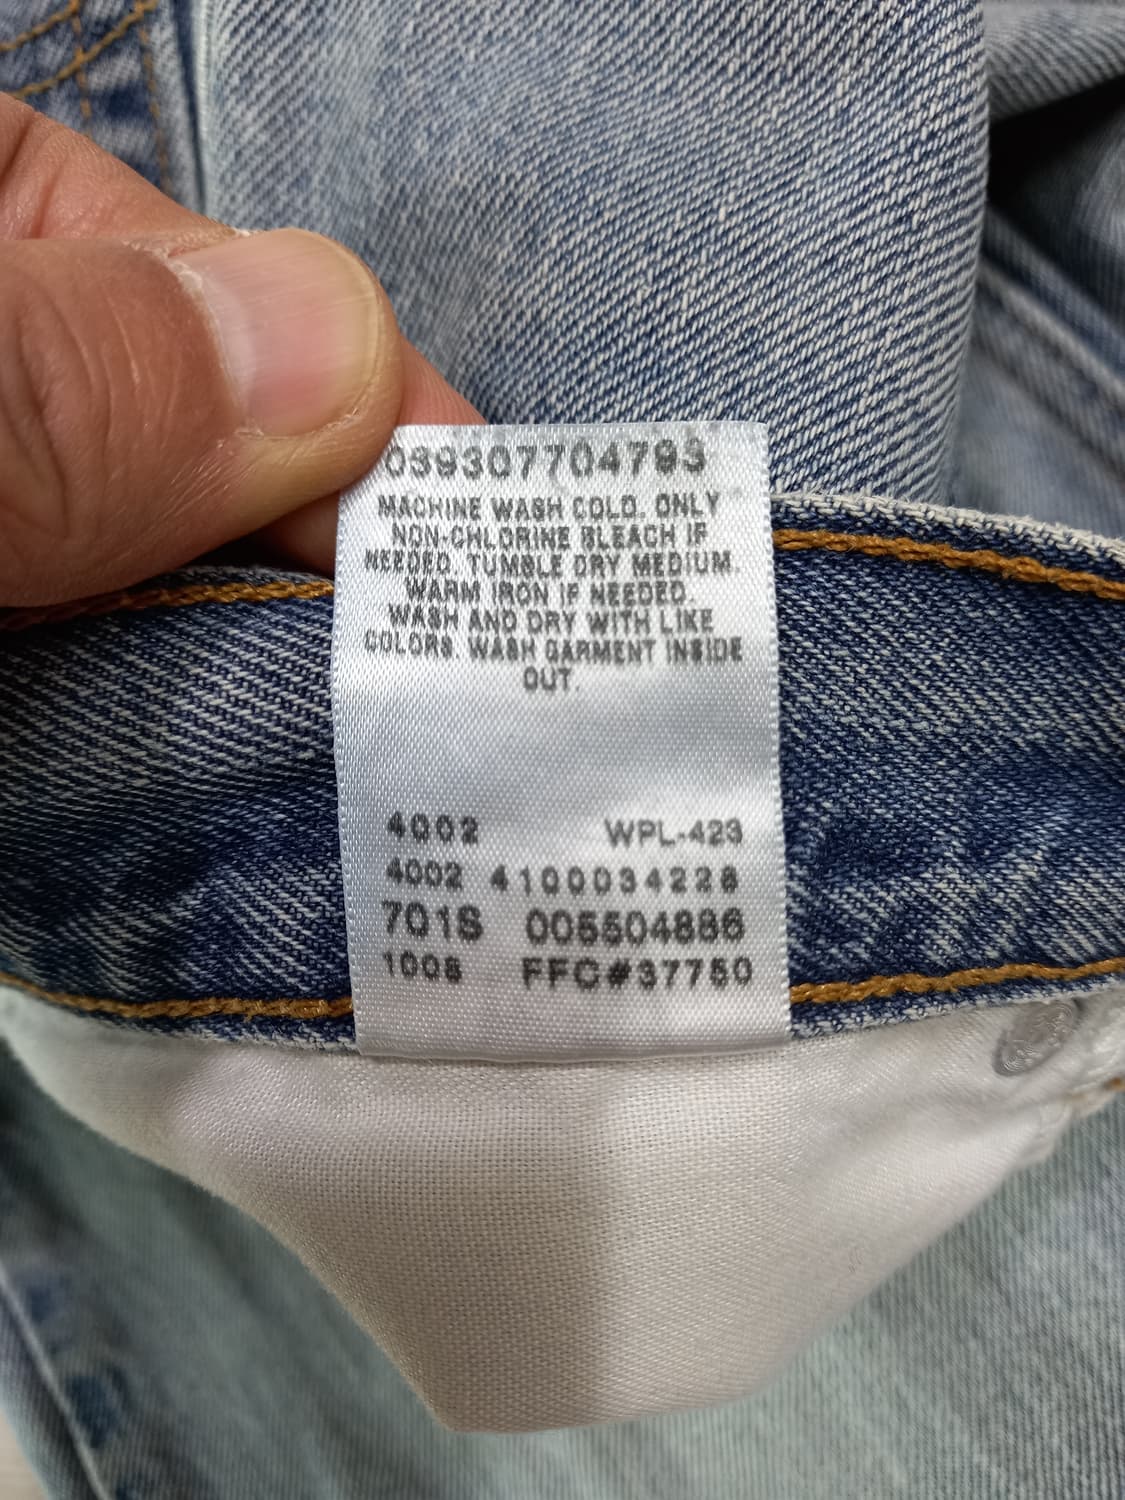 039307704793
MACHINE WASH COLD. ONLY
NON-CHLORINE BLEACH IF
NEEDED. TUMBLE DRY MEDIUM.
WARM IRON IF NEEDED.
WASH AND DRY WITH LIKE
COLORS. WASH GARMENT INSIDE
OUT.
4002 WPL-423
4002 4100034228
701S 005504886
1008 FFC#37750